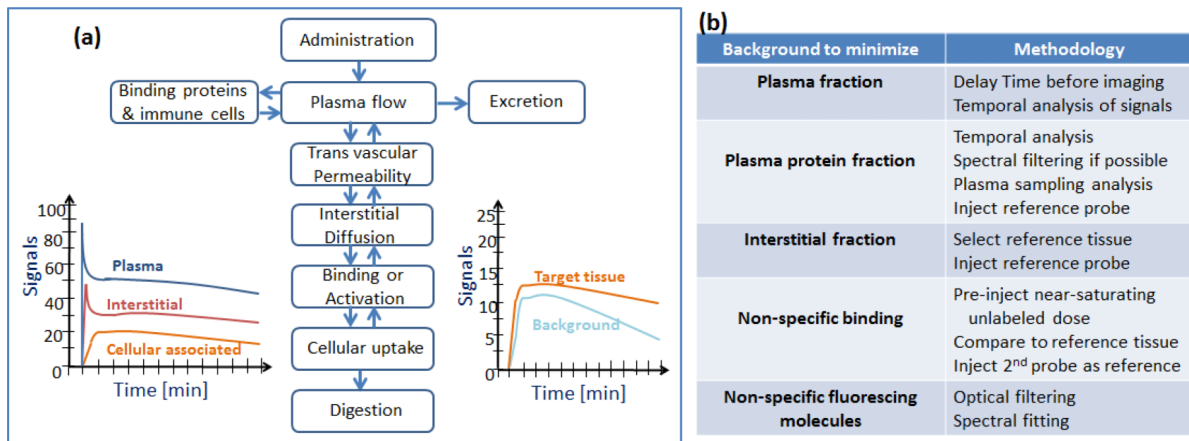 (a)
Administration
Binding proteins
& immune cells
Plasma flow
Excretion
Trans vascular
Permeability
Interstitial
Diffusion
Binding or
Activation
Cellular uptake
Digestion
Signals
100
80
60
40
20
0
Plasma
Interstitial
Cellular associated
Time [min]
Signals
25
20
15
10
5
0
Target tissue
Background
Time [min]
(b)
Background to minimize
Methodology
Plasma fraction
Delay Time before imaging
Temporal analysis of signals
Plasma protein fraction
Temporal analysis
Spectral filtering if possible
Plasma sampling analysis
Inject reference probe
Interstitial fraction
Select reference tissue
Inject reference probe
Non-specific binding
Pre-inject near-saturating
unlabeled dose
Compare to reference tissue
Inject 2nd probe as reference
Non-specific fluorescing
molecules
Optical filtering
Spectral fitting